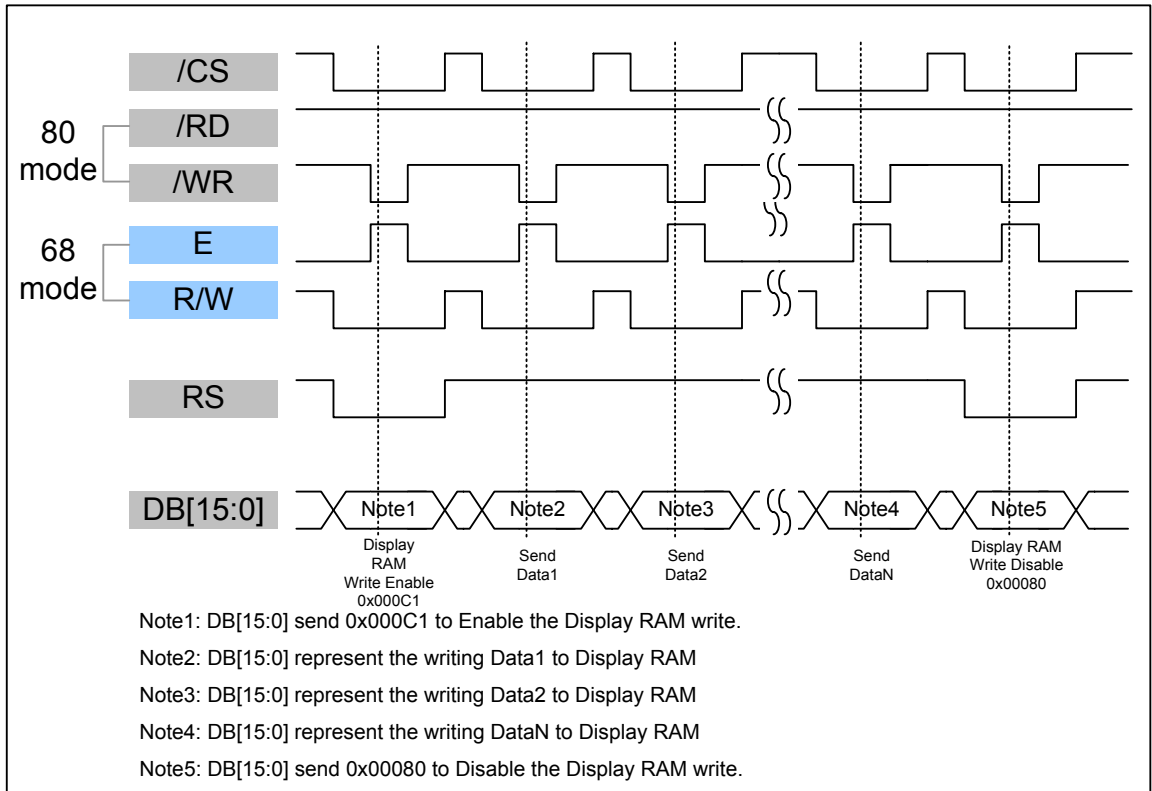 /CS
/RD
80
mode
/WR
E
68
mode
R/W
RS
DB[15:0]
Note1
Note2
Note3
Note4
Note5
Display
RAM
Write Enable
0x000C1
Send
Data1
Send
Data2
Send
DataN
Display RAM
Write Disable
0x00080
Note1: DB[15:0] send 0x000C1 to Enable the Display RAM write.
Note2: DB[15:0] represent the writing Data1 to Display RAM
Note3: DB[15:0] represent the writing Data2 to Display RAM
Note4: DB[15:0] represent the writing DataN to Display RAM
Note5: DB[15:0] send 0x00080 to Disable the Display RAM write.